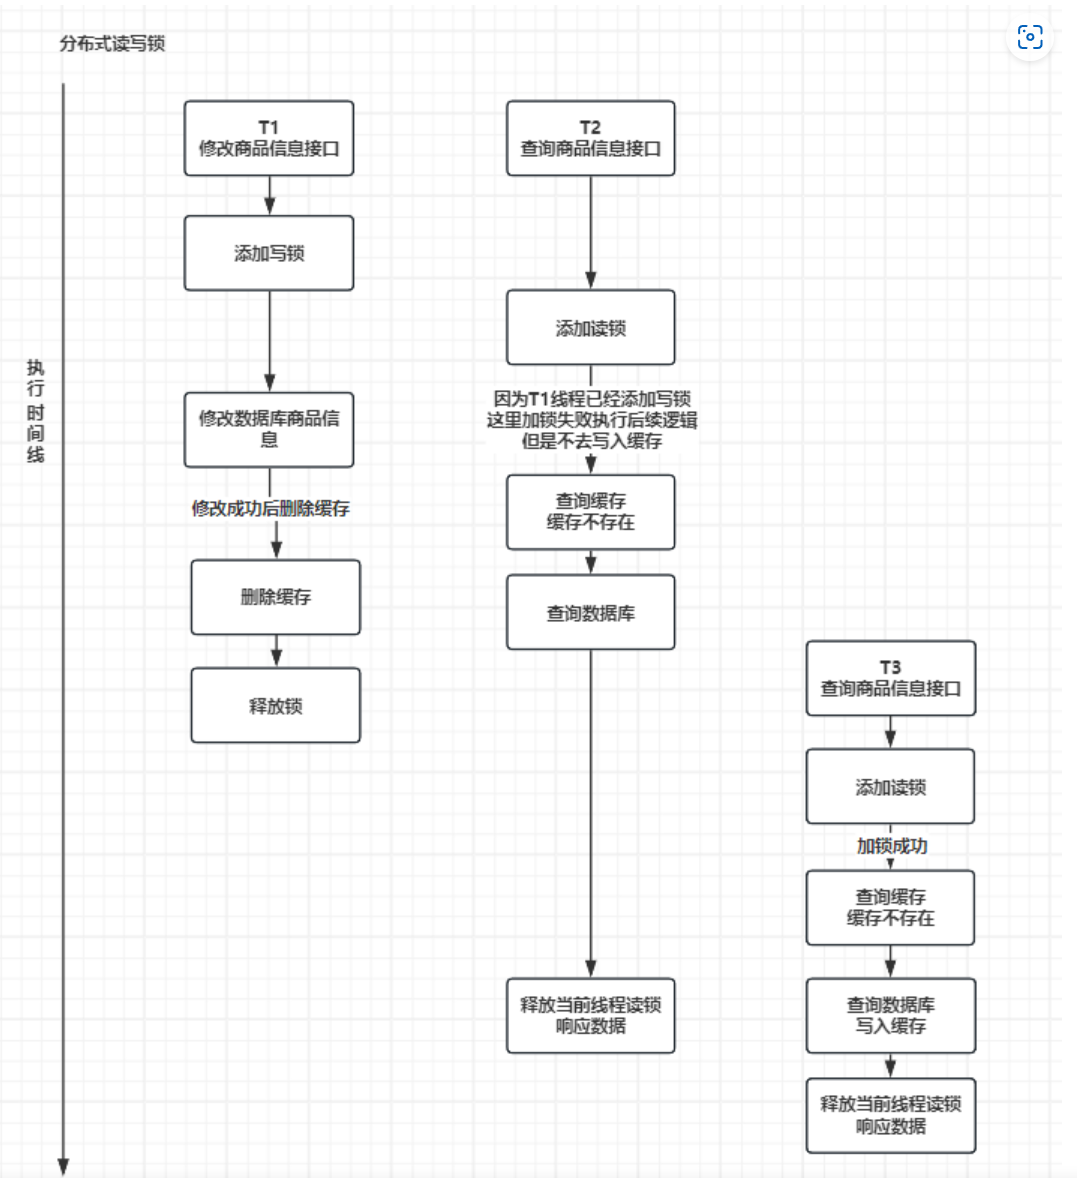 分布式读写锁
执
行
时
间
线
T1
修改商品信息接口
添加写锁
修改数据库商品信
息
修改成功后删除缓存
删除缓存
释放锁
T2
查询商品信息接口
添加读锁
因为T1线程已经添加写锁
这里加锁失败执行后续逻辑
但是不去写入缓存
查询缓存
缓存不存在
查询数据库
释放当前线程读锁
响应数据
T3
查询商品信息接口
添加读锁
加锁成功
查询缓存
缓存不存在
查询数据库
写入缓存
释放当前线程读锁
响应数据